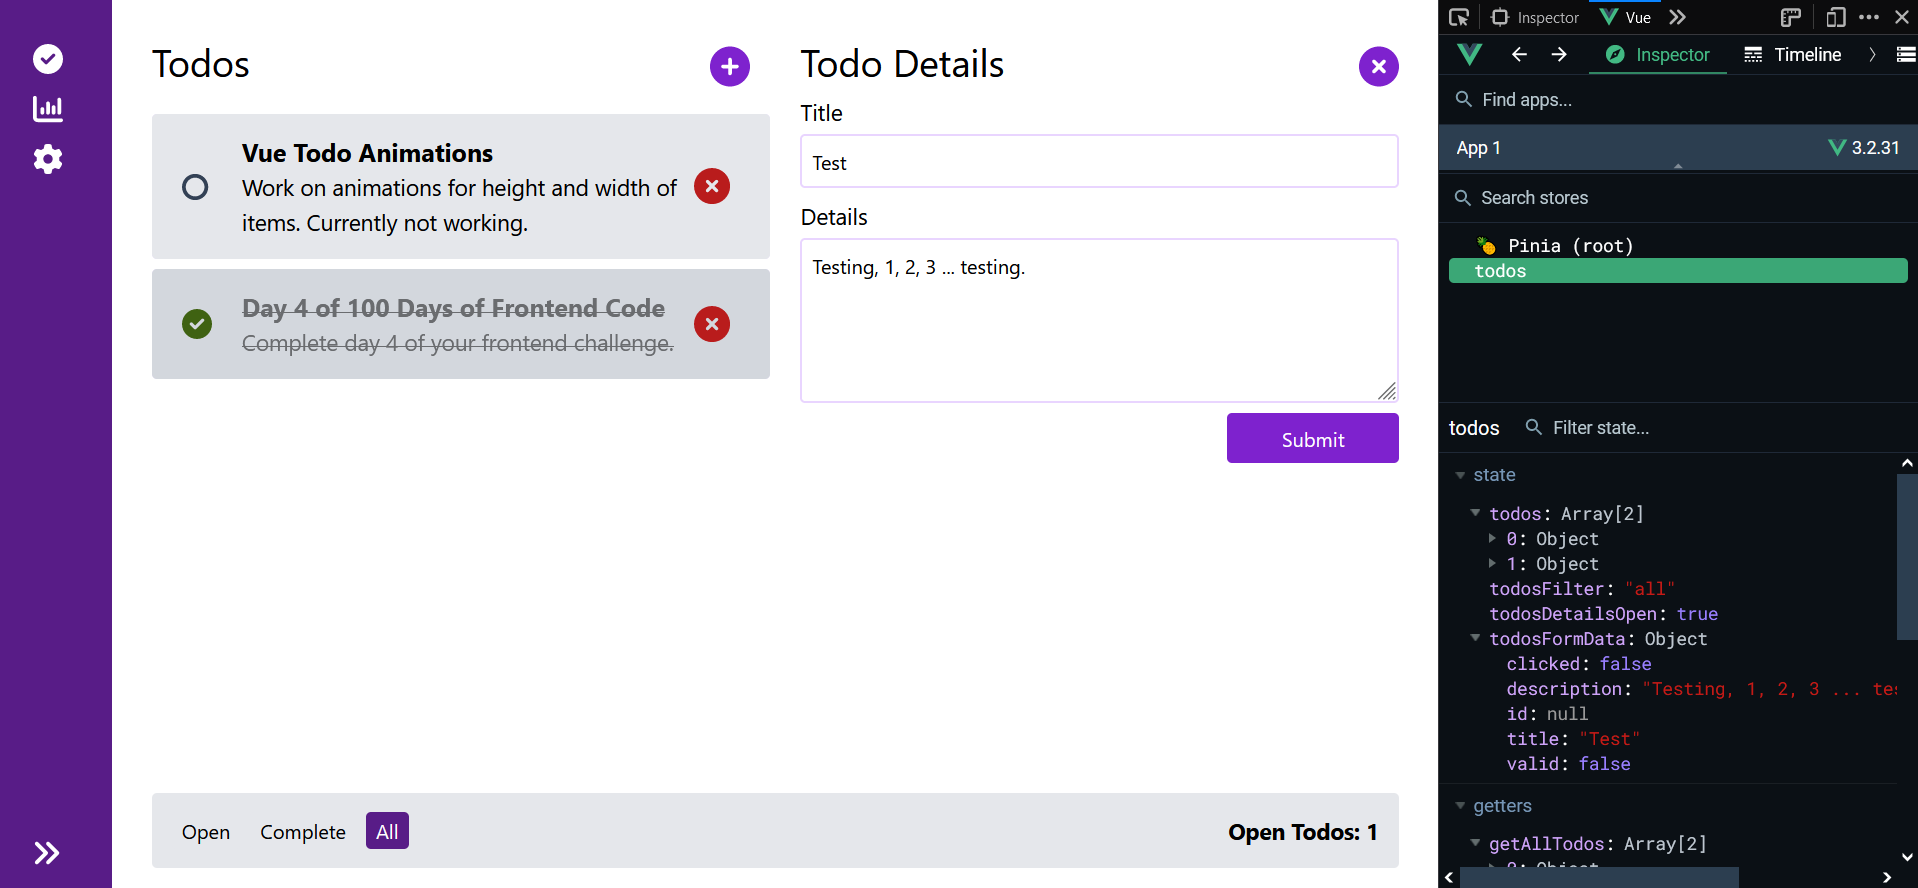 Todos
Vue Todo Animations
Work on animations for height and width of
items. Currently not working.
Day 4 of 100 Days of Frontend Code
Complete day 4 of your frontend challenge.
Open
Complete
All
Open Todos: 1
Todo Details
Title
Test
Details
Testing, 1, 2, 3 ... testing.
Submit
Inspector
Vue
Inspector
Timeline
Find apps...
App 1
3.2.31
Search stores
🍍 Pinia (root)
todos
todos
Filter state...
state
todos: Array[2]
0: Object
1: Object
todosFilter: "all"
todosDetailsOpen: true
todosFormData: Object
clicked: false
description: "Testing, 1, 2, 3 ... tes
id: null
title: "Test"
valid: false
getters
getAllTodos: Array[2]
0: Object